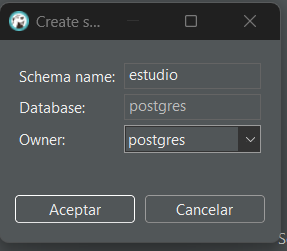 Create s...
Schema name: estudio
Database: postgres
Owner: postgres
Aceptar Cancelar
S